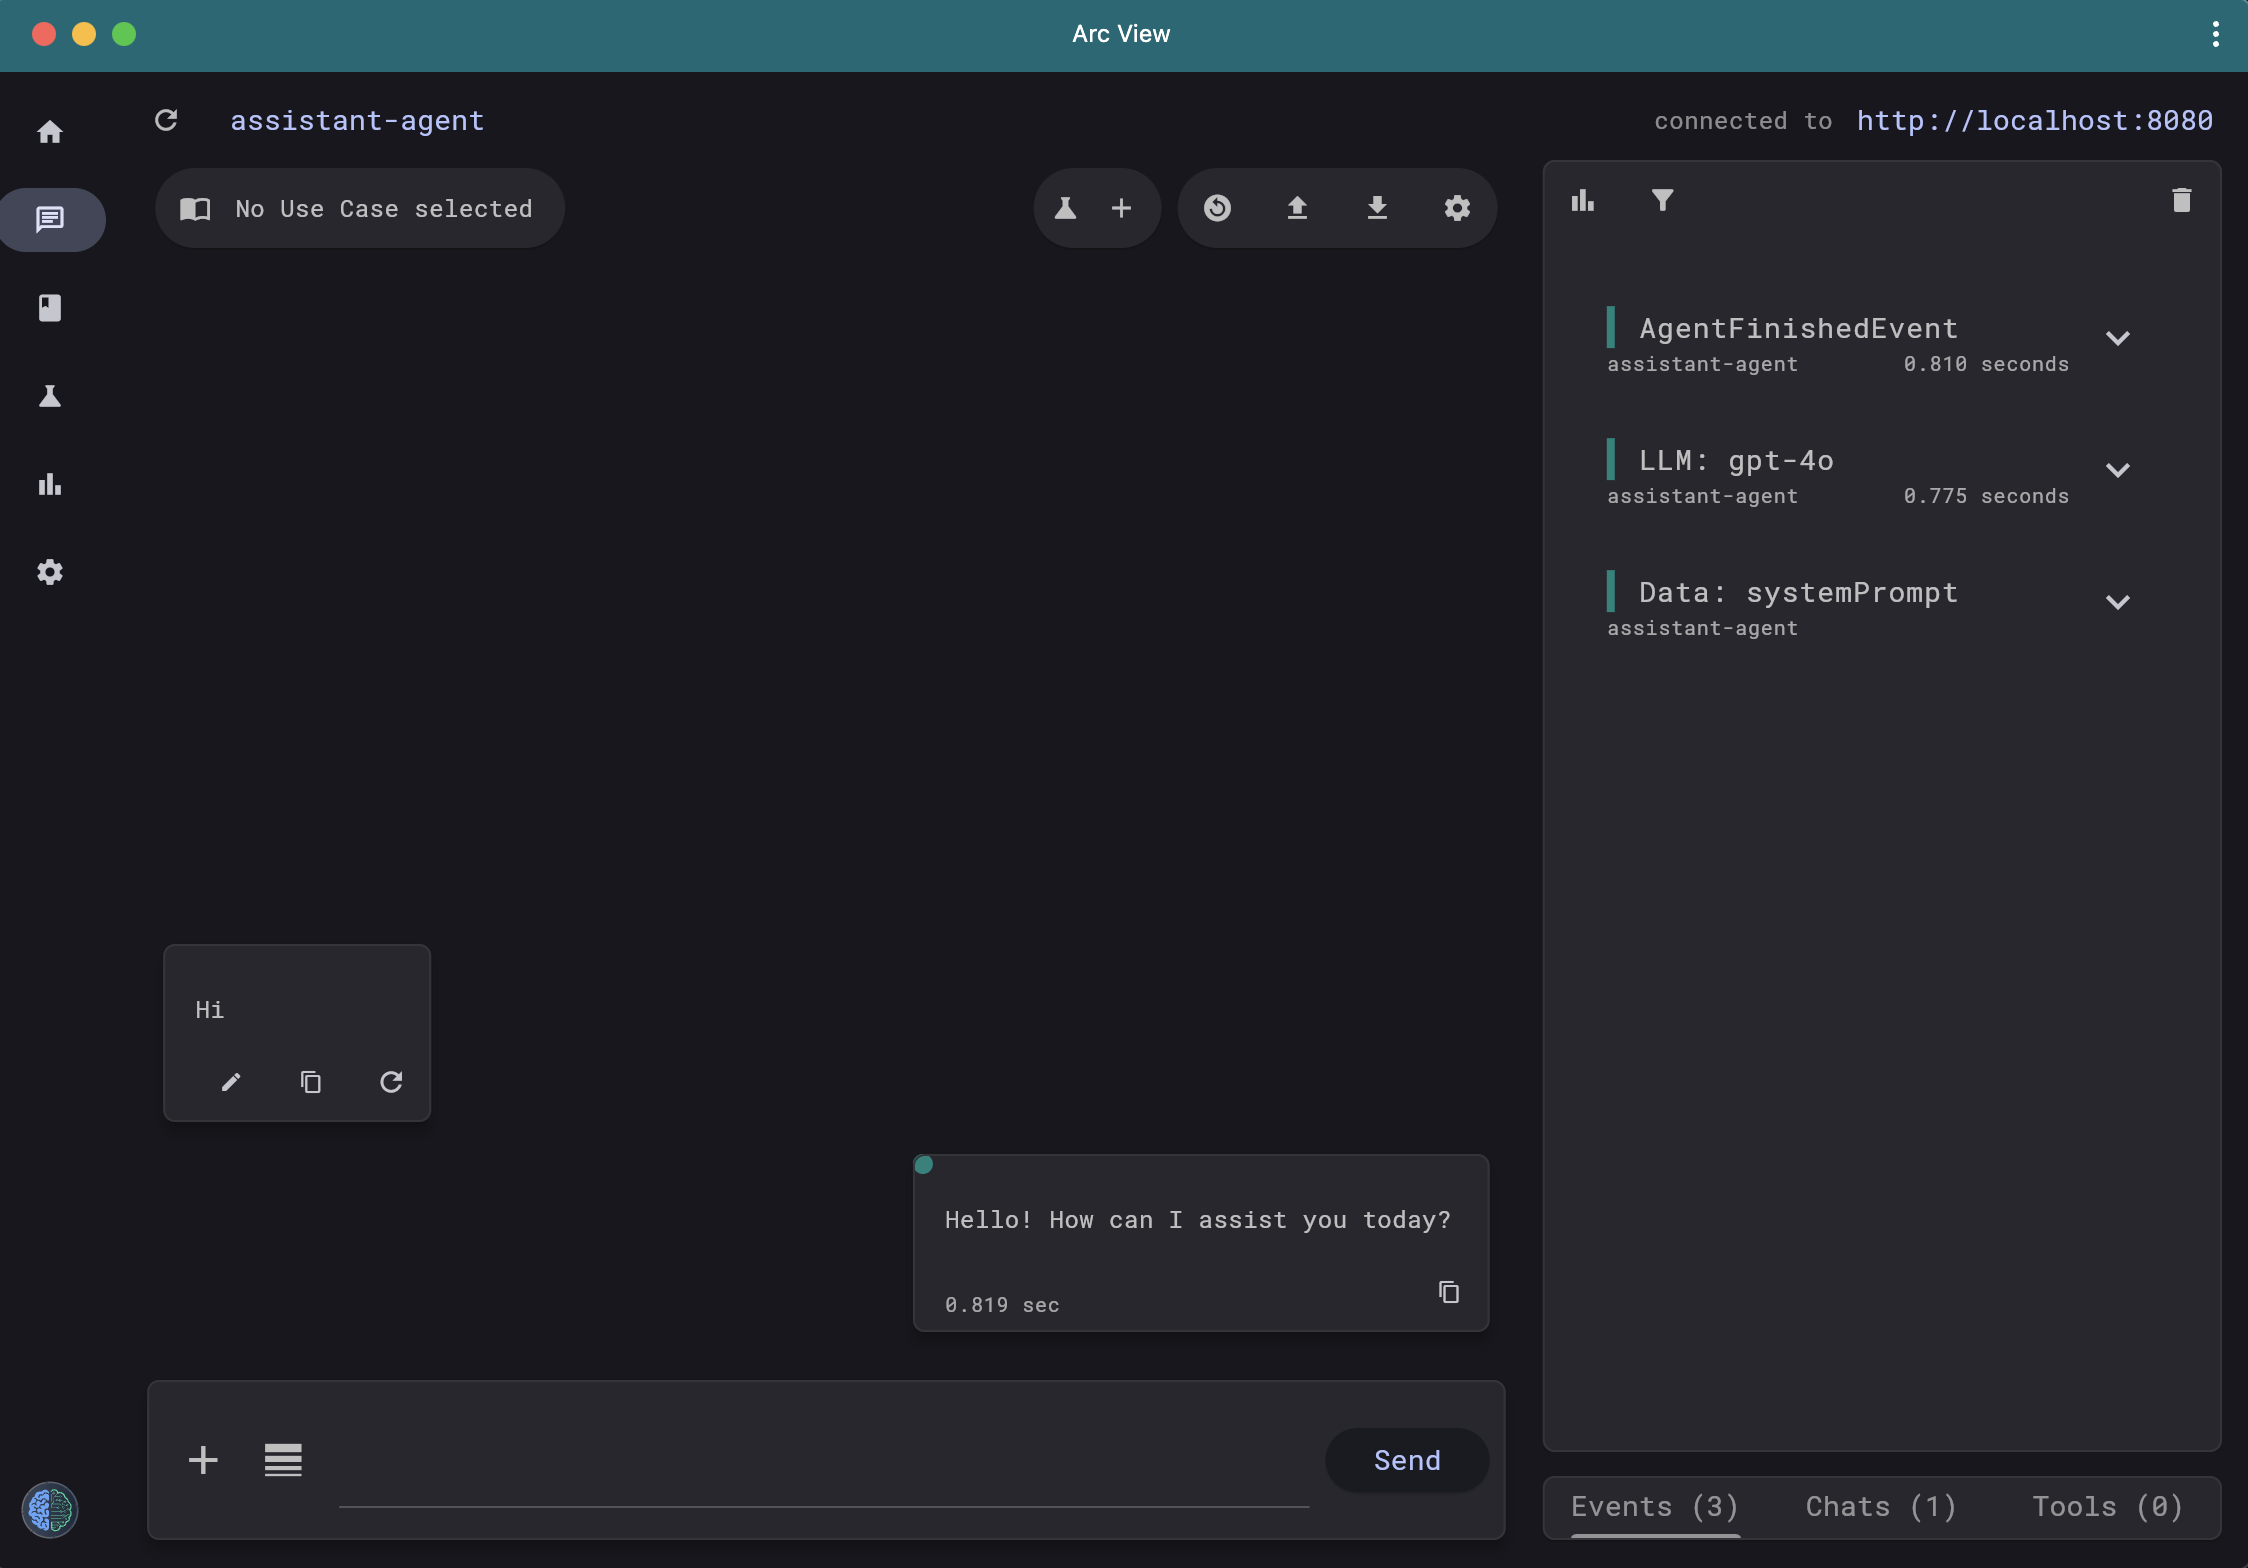 Arc View
assistant-agent
connected to http://localhost:8080
No Use Case selected
AgentFinishedEvent
assistant-agent 0.810 seconds
LLM: gpt-4o
assistant-agent 0.775 seconds
Data: systemPrompt
assistant-agent
Hi
Hello! How can I assist you today?
0.819 sec
Send
Events (3) Chats (1) Tools (0)